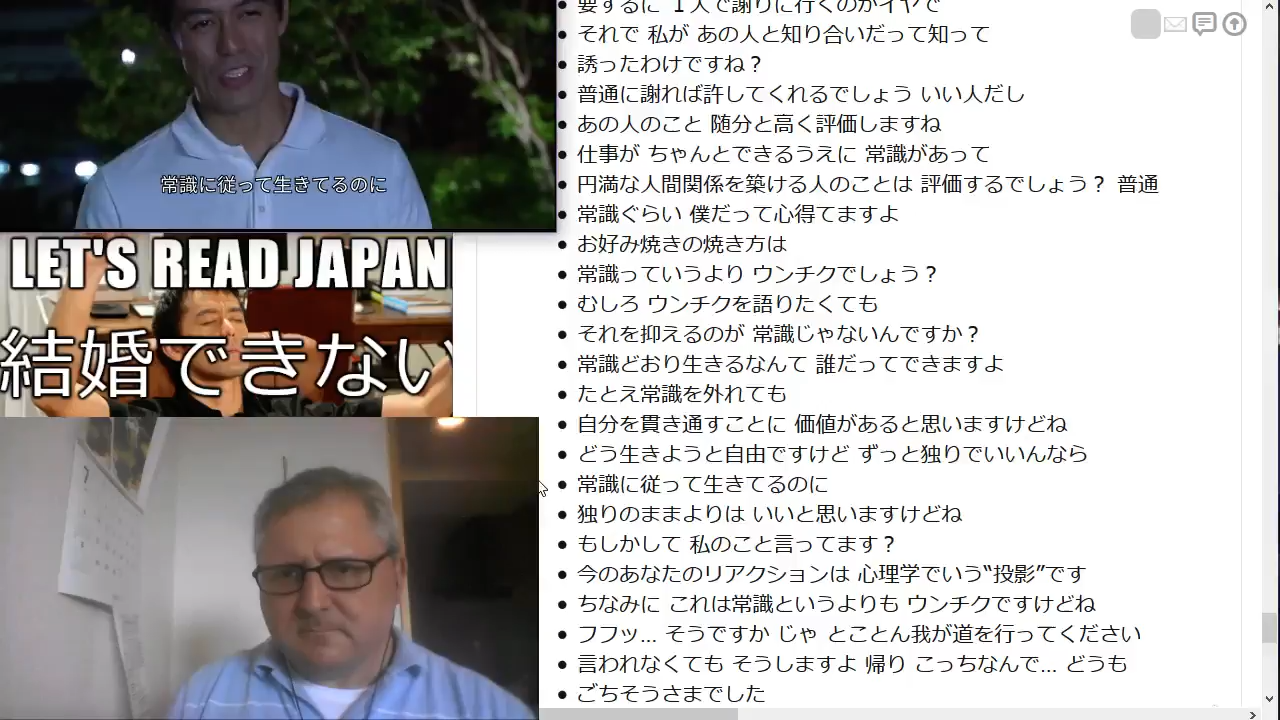 要するに 1人で謝りに行くのがイヤで
それで 私が あの人と知り合いだって知って
誘ったわけですね？
普通に謝れば許してくれるでしょう いい人だし
あの人のこと 随分と高く評価しますね
仕事が ちゃんとできるうえに 常識があって
円満な人間関係を築ける人のことは 評価するでしょう？ 普通
常識ぐらい 僕だって心得てますよ
お好み焼きの焼き方は
常識っていうより ウンチクでしょう？
むしろ ウンチクを語りたくても
それを抑えるのが 常識じゃないんですか？
常識どおり生きるなんて 誰だってできますよ
たとえ常識を外れても
自分を貫き通すことに 価値があると思いますけどね
どう生きようと自由ですけど ずっと独りでいいんなら
常識に従って生きてるのに
独りのままよりは いいと思いますけどね
もしかして 私のこと言ってます？
今のあなたのリアクションは 心理学でいう“投影”です
ちなみに これは常識というよりも ウンチクですけどね
フフッ… そうですか じゃ とことん我が道を行ってください
言われなくても そうしますよ 帰り こっちなんで… どうも
ごちそうさまでした
常識に従って生きてるのに
LET'S READ JAPAN
結婚できない